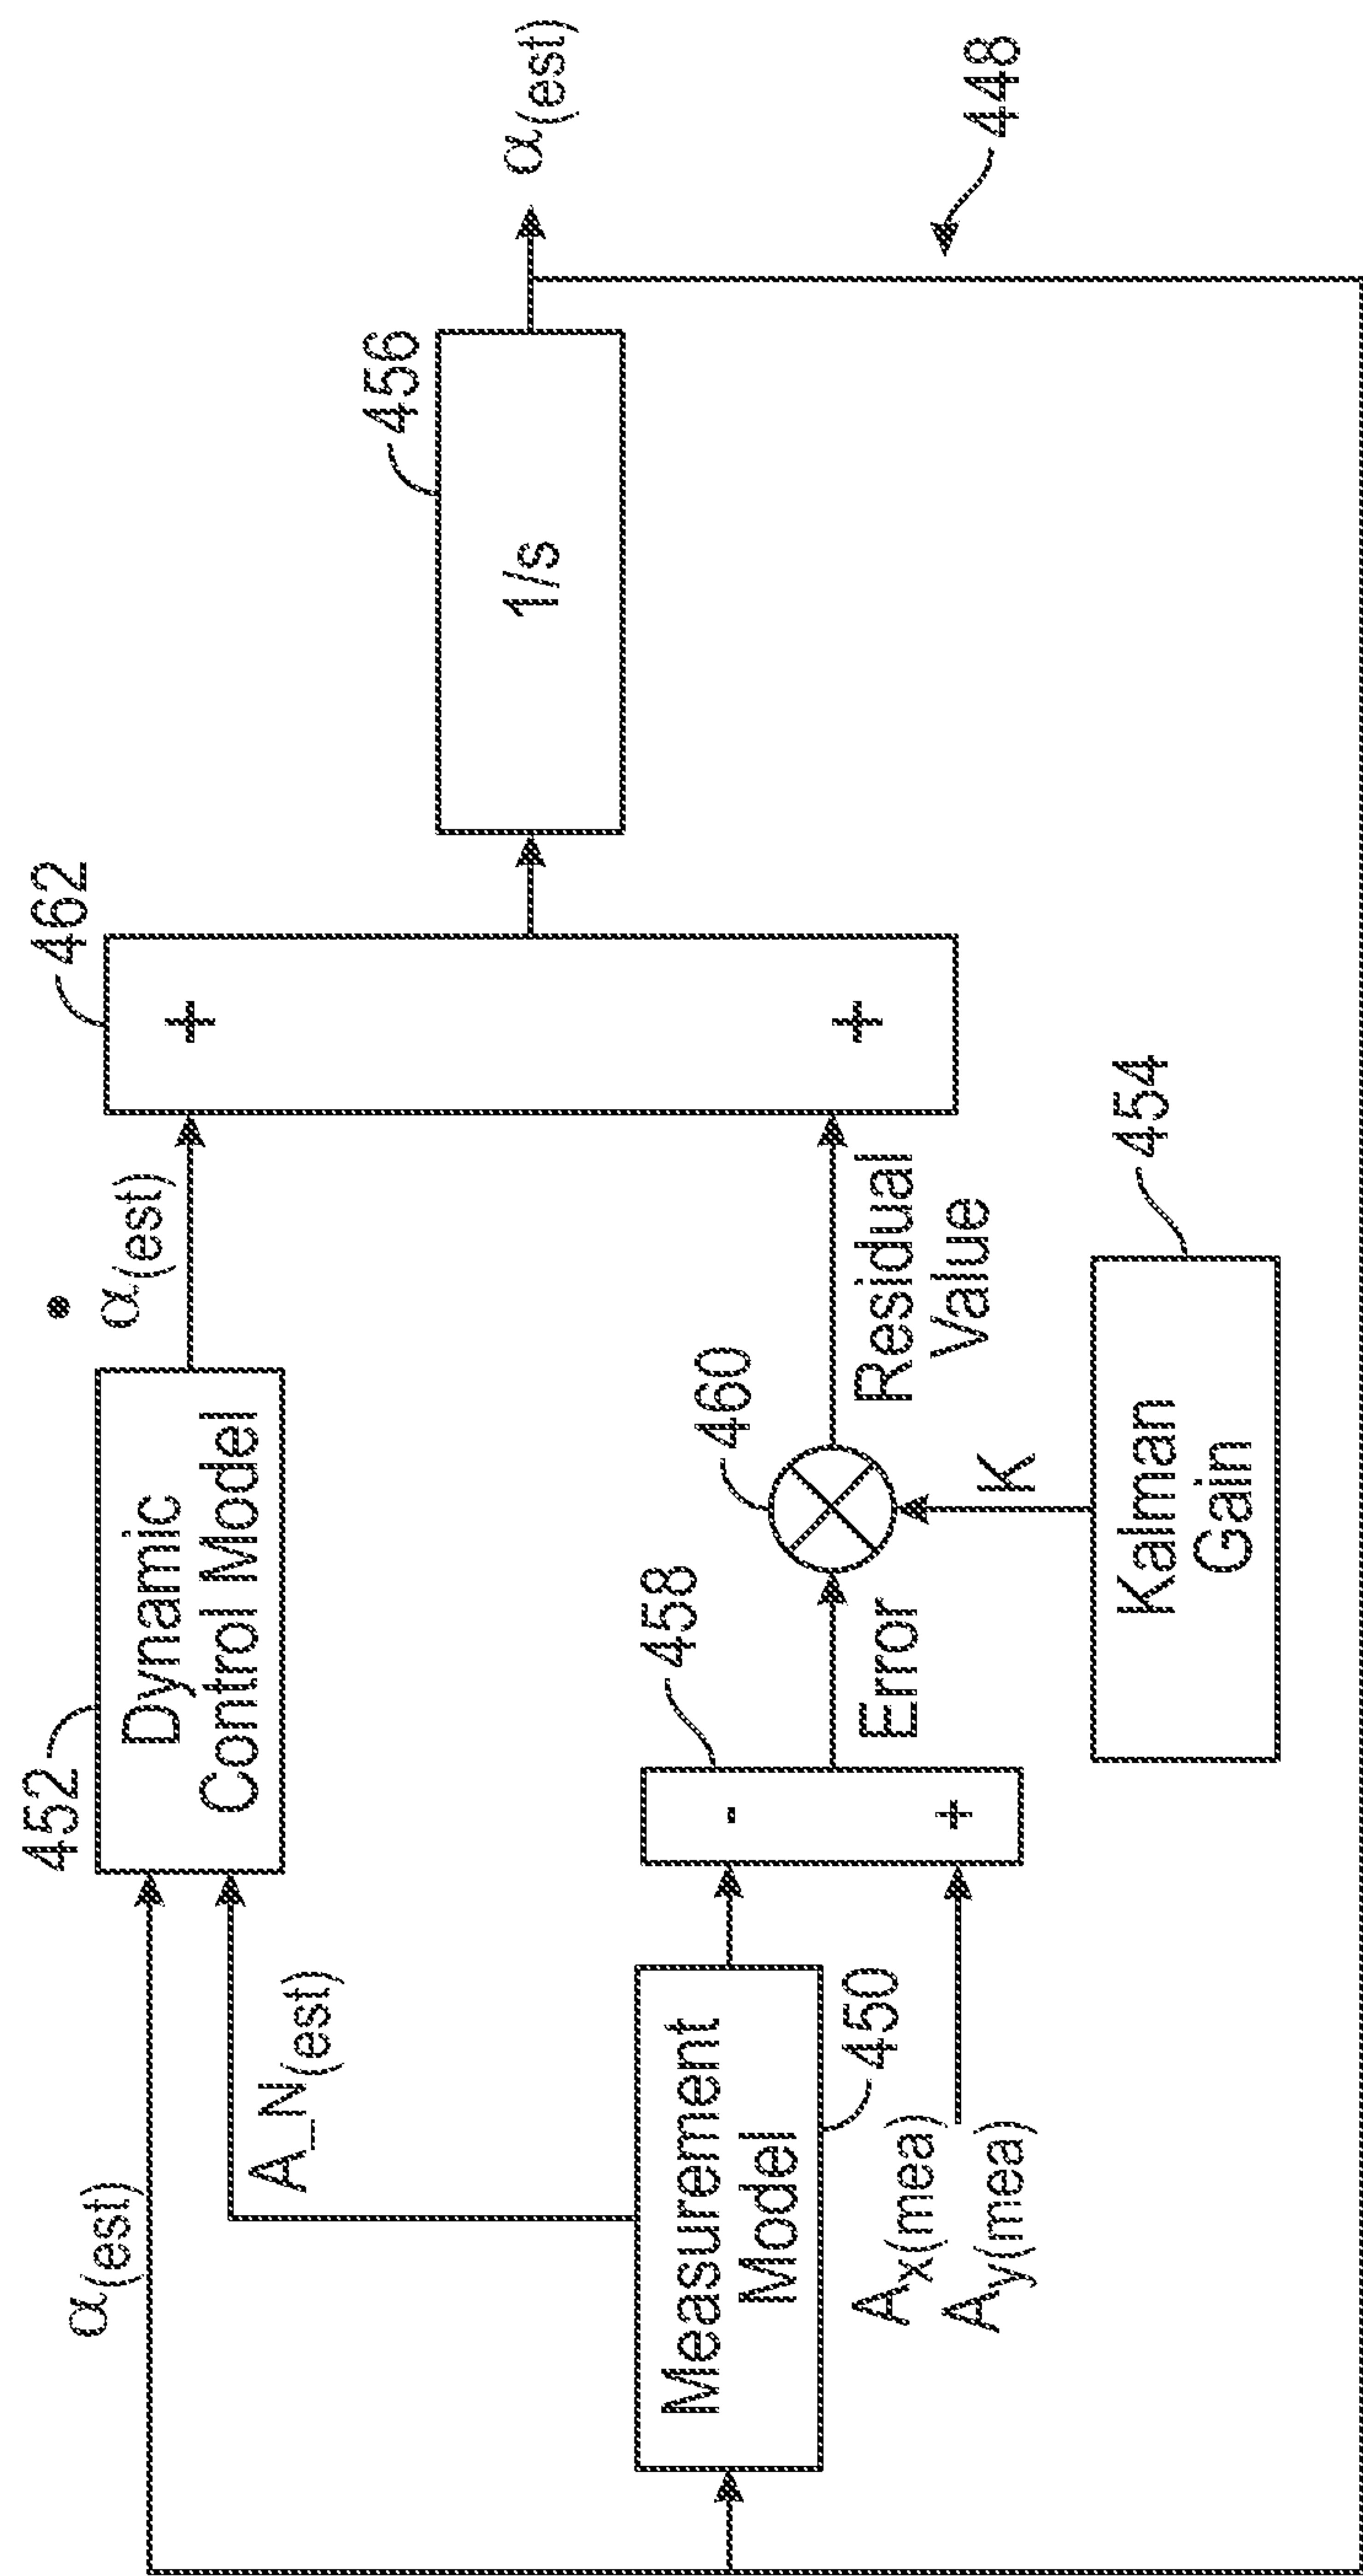 α(est)
452
Dynamic
Control Model
α̇(est)
462
+
+
A_N(est)
Measurement
Model
450
Ax(mea)
Ay(mea)
458
-
+
Error
460
K
Kalman
Gain
454
Residual
Value
456
1/s
α(est)
448